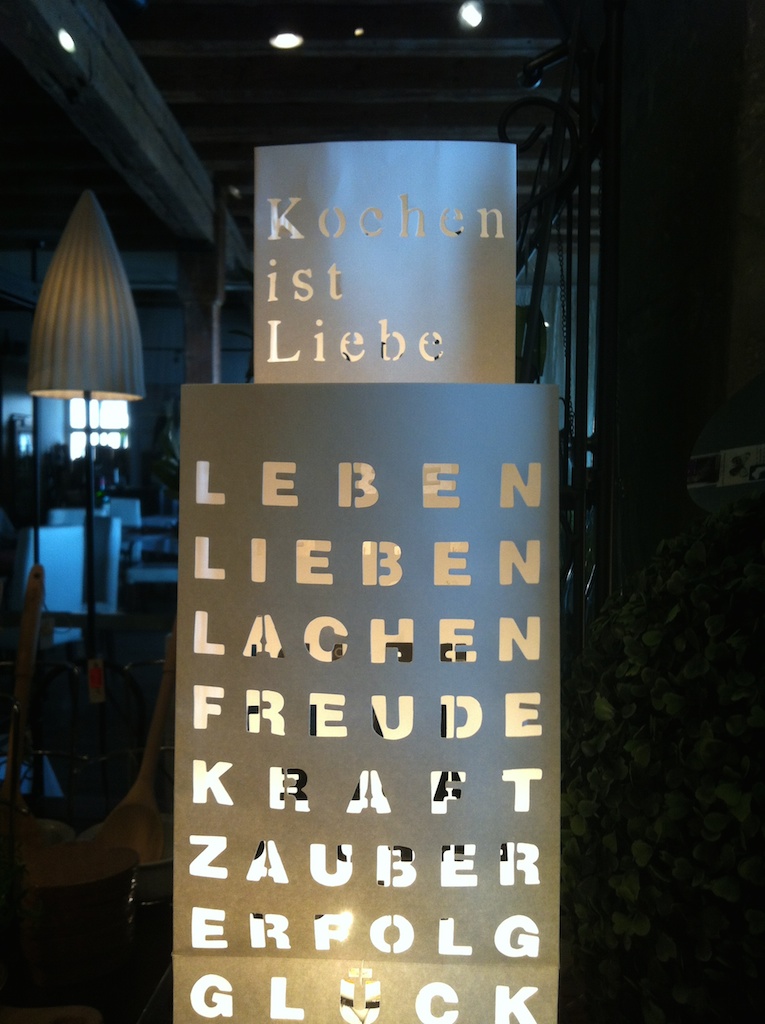 Kochen
ist
Liebe
LEBEN
LIEBEN
LACHEN
FREUDE
KRAFT
ZAUBER
ERFOLG
GLÜCK